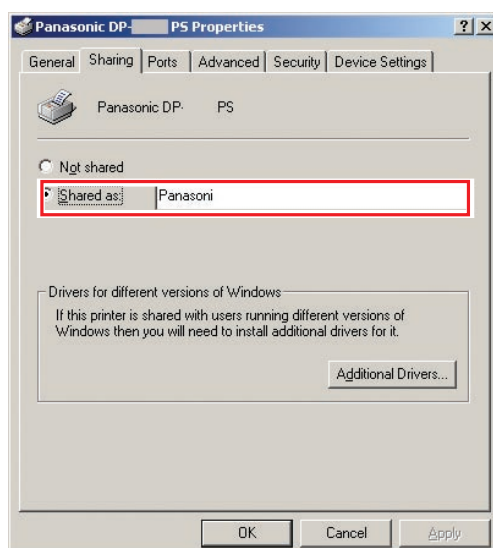 Panasonic DP- PS Properties
General Sharing Ports Advanced Security Device Settings
Panasonic DP- PS
Not shared
Shared as: Panasoni
Drivers for different versions of Windows
If this printer is shared with users running different versions of
Windows then you will need to install additional drivers for it.
Additional Drivers...
OK Cancel Apply